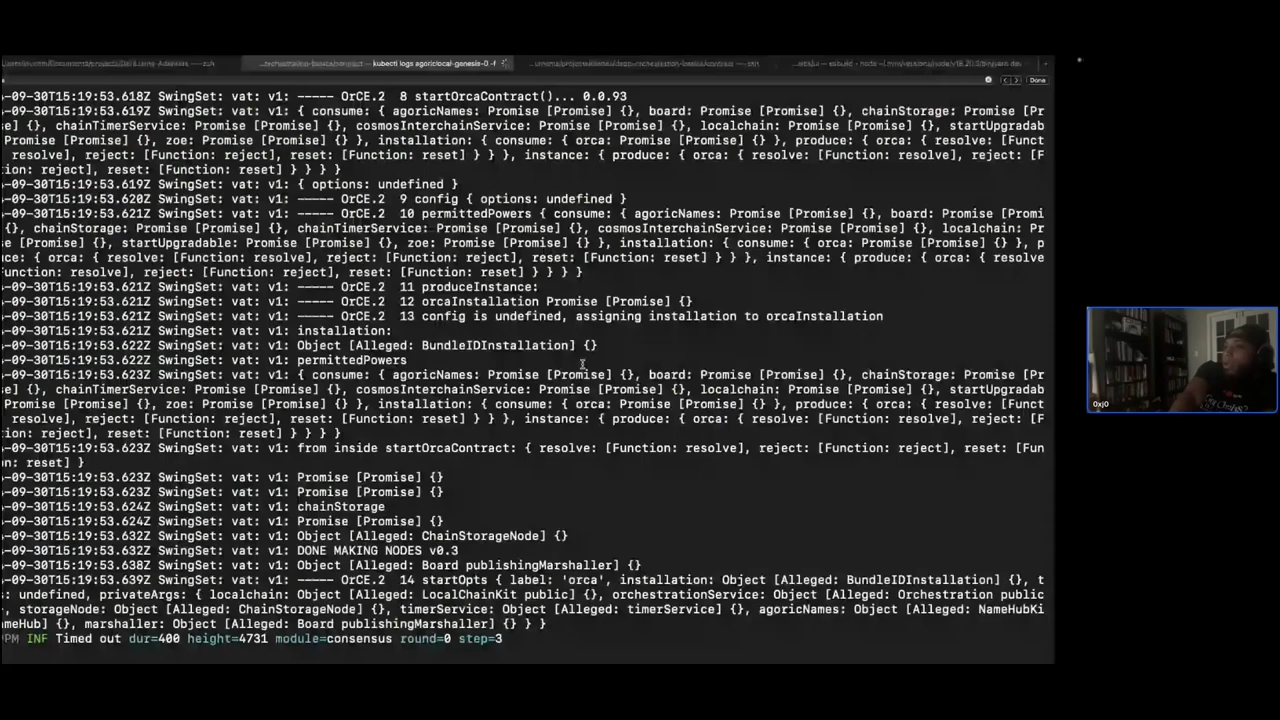 kubectl logs agoriclocal-genesis-0 -f
Done
-09-30T15:19:53.618Z SwingSet: vat: v1: ----- OrCE.2  8 startOrcaContract()... 0.0.93
-09-30T15:19:53.619Z SwingSet: vat: v1: { consume: { agoricNames: Promise [Promise] {}, board: Promise [Promise] {}, chainStorage: Promise [Pr
se] {}, chainTimerService: Promise [Promise] {}, cosmosInterchainService: Promise [Promise] {}, localchain: Promise [Promise] {}, startUpgradab
Promise [Promise] {}, zoe: Promise [Promise] {} }, installation: { consume: { orca: Promise [Promise] {} }, produce: { orca: { resolve: [Funct
resolve], reject: [Function: reject], reset: [Function: reset] } } }, instance: { produce: { orca: { resolve: [Function: resolve], reject: [F
ion: reject], reset: [Function: reset] } } } }
-09-30T15:19:53.619Z SwingSet: vat: v1: { options: undefined }
-09-30T15:19:53.620Z SwingSet: vat: v1: ----- OrCE.2  9 config { options: undefined }
-09-30T15:19:53.621Z SwingSet: vat: v1: ----- OrCE.2  10 permittedPowers { consume: { agoricNames: Promise [Promise] {}, board: Promise [Promi
se] {}, chainStorage: Promise [Promise] {}, chainTimerService: Promise [Promise] {}, cosmosInterchainService: Promise [Promise] {}, localchain: Pr
se [Promise] {}, startUpgradable: Promise [Promise] {}, zoe: Promise [Promise] {} }, installation: { consume: { orca: Promise [Promise] {} }, p
e: { orca: { resolve: [Function: resolve], reject: [Function: reject], reset: [Function: reset] } } }, instance: { produce: { orca: { resolve
unction: resolve], reject: [Function: reject], reset: [Function: reset] } } } }
-09-30T15:19:53.621Z SwingSet: vat: v1: ----- OrCE.2  11 produceInstance:
-09-30T15:19:53.621Z SwingSet: vat: v1: ----- OrCE.2  12 orcaInstallation Promise [Promise] {}
-09-30T15:19:53.621Z SwingSet: vat: v1: ----- OrCE.2  13 config is undefined, assigning installation to orcaInstallation
-09-30T15:19:53.621Z SwingSet: vat: v1: installation:
-09-30T15:19:53.622Z SwingSet: vat: v1: Object [Alleged: BundleIDInstallation] {}
-09-30T15:19:53.622Z SwingSet: vat: v1: permittedPowers
-09-30T15:19:53.622Z SwingSet: vat: v1: { consume: { agoricNames: Promise [Promise] {}, board: Promise [Promise] {}, chainStorage: Promise [Pr
se] {}, chainTimerService: Promise [Promise] {}, cosmosInterchainService: Promise [Promise] {}, localchain: Promise [Promise] {}, startUpgradab
Promise [Promise] {}, zoe: Promise [Promise] {} }, installation: { consume: { orca: Promise [Promise] {} }, produce: { orca: { resolve: [Funct
resolve], reject: [Function: reject], reset: [Function: reset] } } }, instance: { produce: { orca: { resolve: [Function: resolve], reject: [F
ion: reject], reset: [Function: reset] } } } }
-09-30T15:19:53.623Z SwingSet: vat: v1: from inside startOrcaContract: { resolve: [Function: resolve], reject: [Function: reject], reset: [Fun
n: reset] }
-09-30T15:19:53.623Z SwingSet: vat: v1: Promise [Promise] {}
-09-30T15:19:53.623Z SwingSet: vat: v1: Promise [Promise] {}
-09-30T15:19:53.624Z SwingSet: vat: v1: chainStorage
-09-30T15:19:53.624Z SwingSet: vat: v1: Promise [Promise] {}
-09-30T15:19:53.632Z SwingSet: vat: v1: Object [Alleged: ChainStorageNode] {}
-09-30T15:19:53.632Z SwingSet: vat: v1: DONE MAKING NODES v0.3
-09-30T15:19:53.638Z SwingSet: vat: v1: Object [Alleged: Board publishingMarshaller] {}
-09-30T15:19:53.639Z SwingSet: vat: v1: ----- OrCE.2  14 startOpts { label: 'orca', installation: Object [Alleged: BundleIDInstallation] {}, t
s: undefined, privateArgs: { localchain: Object [Alleged: LocalChainKit public] {}, orchestrationService: Object [Alleged: Orchestration public
, storageNode: Object [Alleged: ChainStorageNode] {}, timerService: Object [Alleged: timerService] {}, agoricNames: Object [Alleged: NameHubKi
ameHub] {}, marshaller: Object [Alleged: Board publishingMarshaller] {} } }
PM INF Timed out dur=400 height=4731 module=consensus round=0 step=3
0xj0